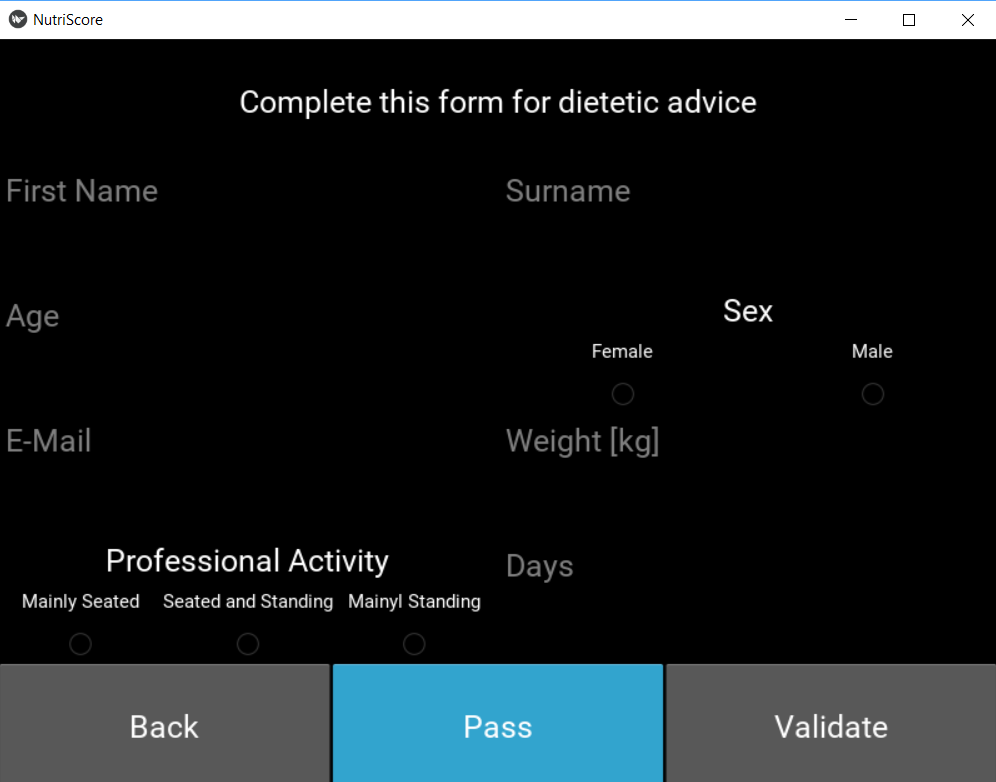 NutriScore
Complete this form for dietetic advice
First Name
Surname
Age
Sex
Female
Male
E-Mail
Weight [kg]
Professional Activity
Mainly Seated
Seated and Standing
Mainyl Standing
Days
Back
Pass
Validate